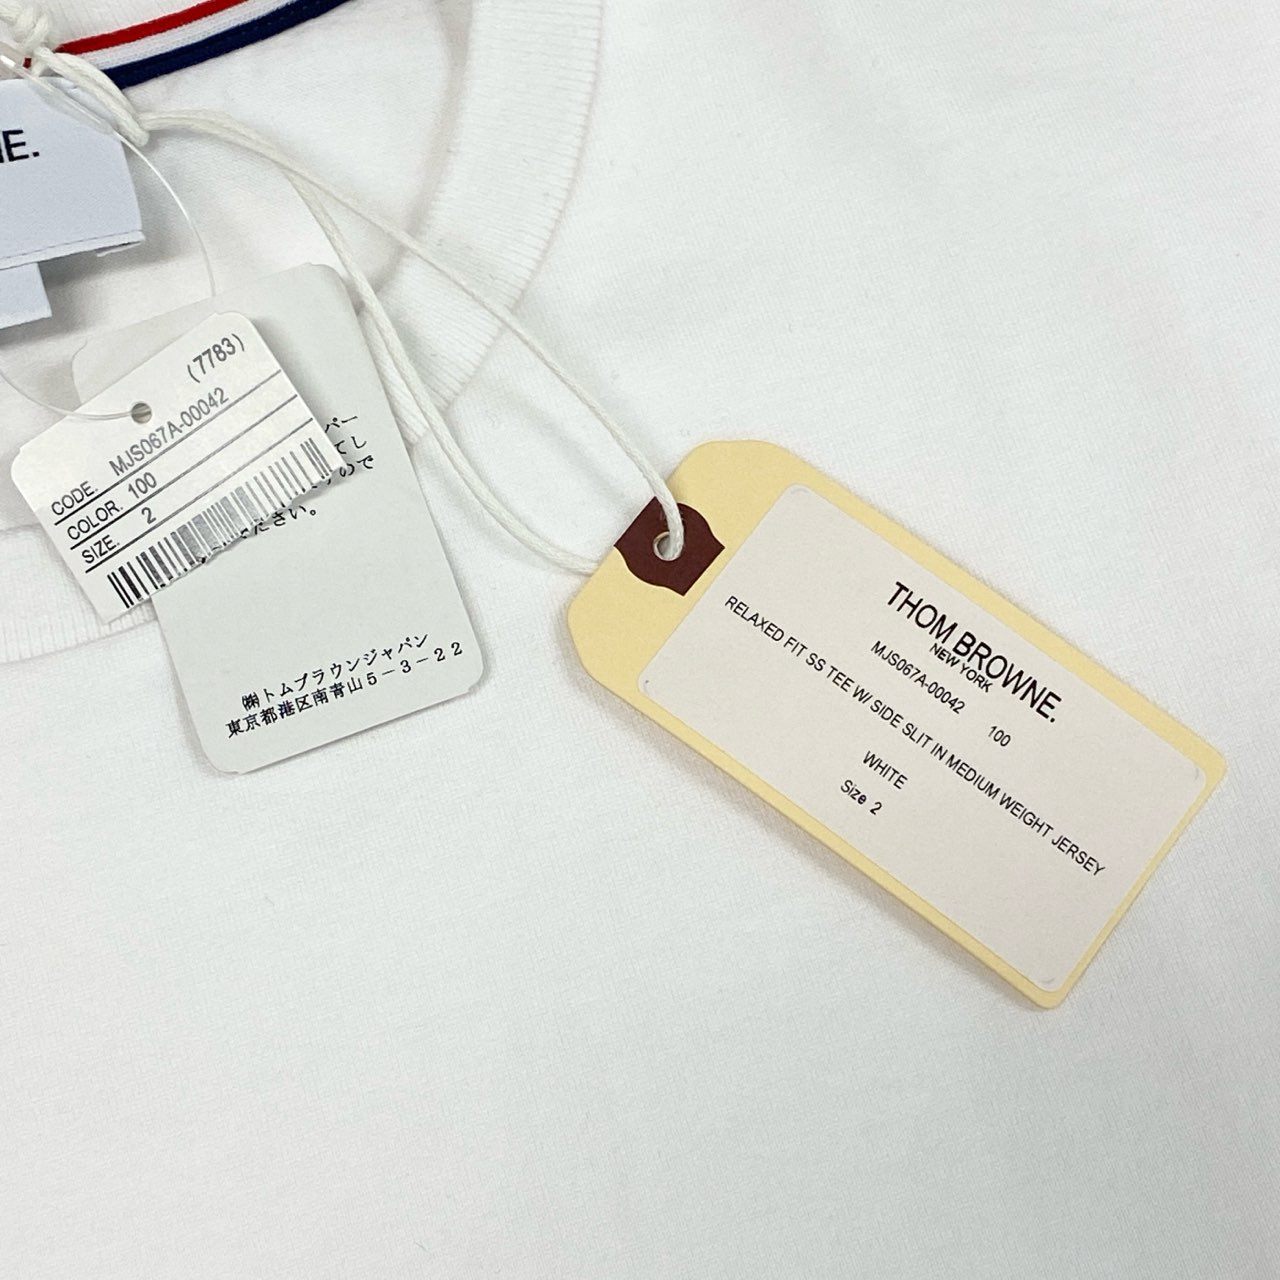 E.
(7783)
CODE. MJS067A-00042
COLOR. 100
SIZE. 2
パー
てし
ので
ださい。
㈱トムブラウンジャパン
東京都港区南青山5-3-22
THOM BROWNE.
NEW YORK
MJS067A-00042 100
RELAXED FIT SS TEE W/ SIDE SLIT IN MEDIUM WEIGHT JERSEY
WHITE
Size 2